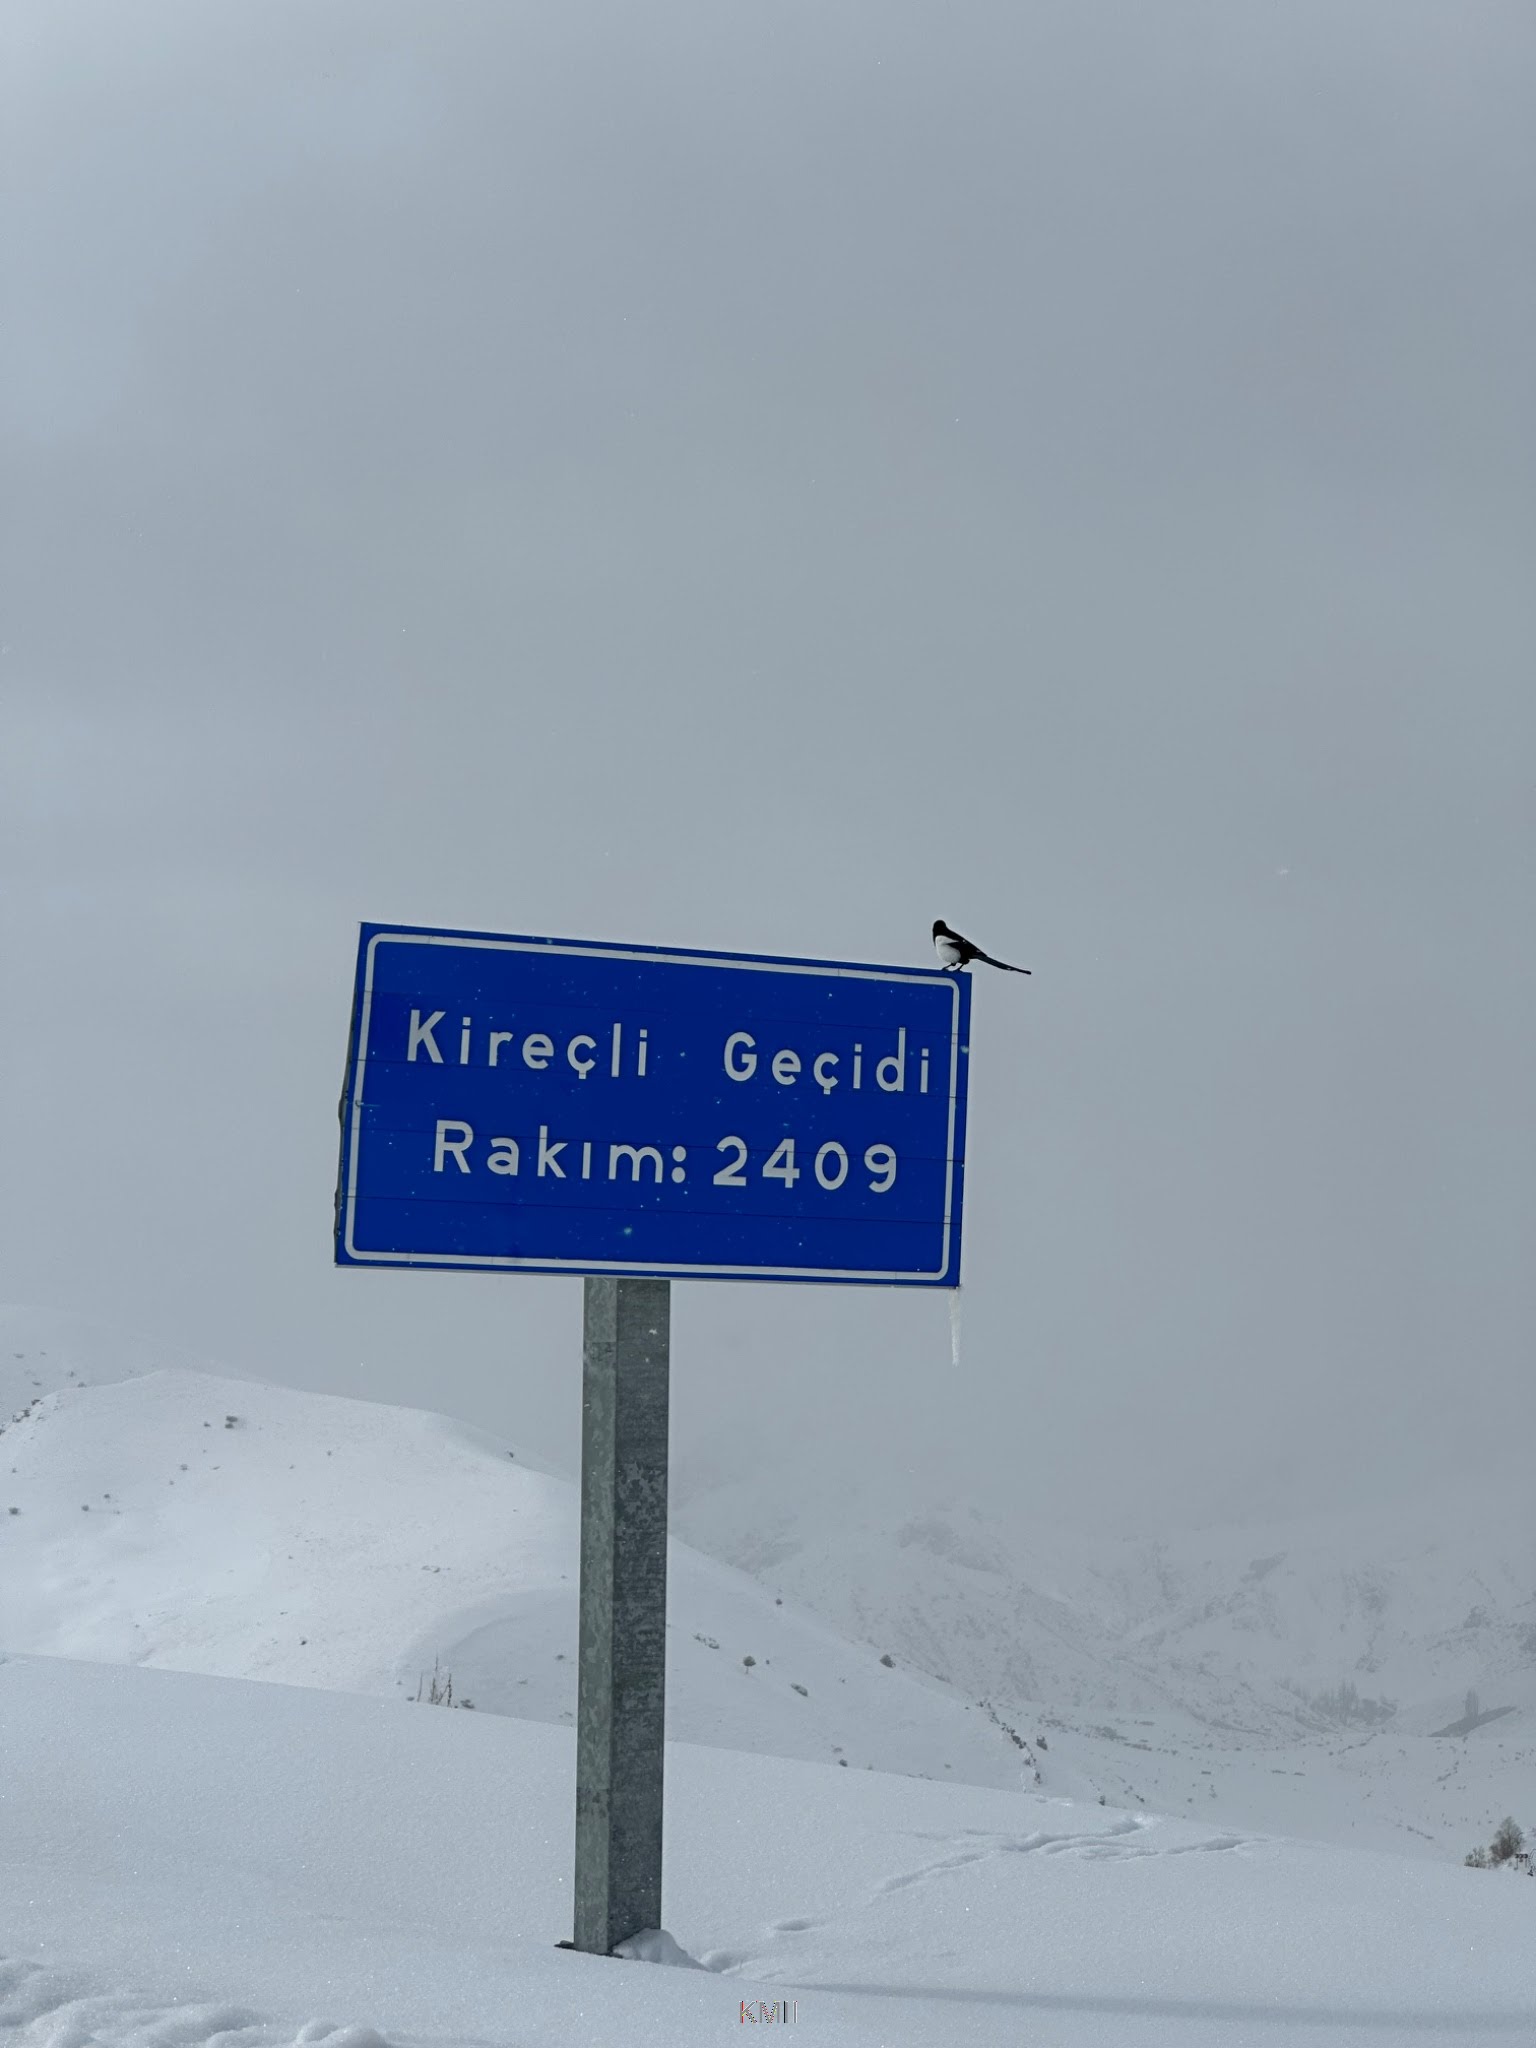 Kireçli Geçidi
Rakım: 2409